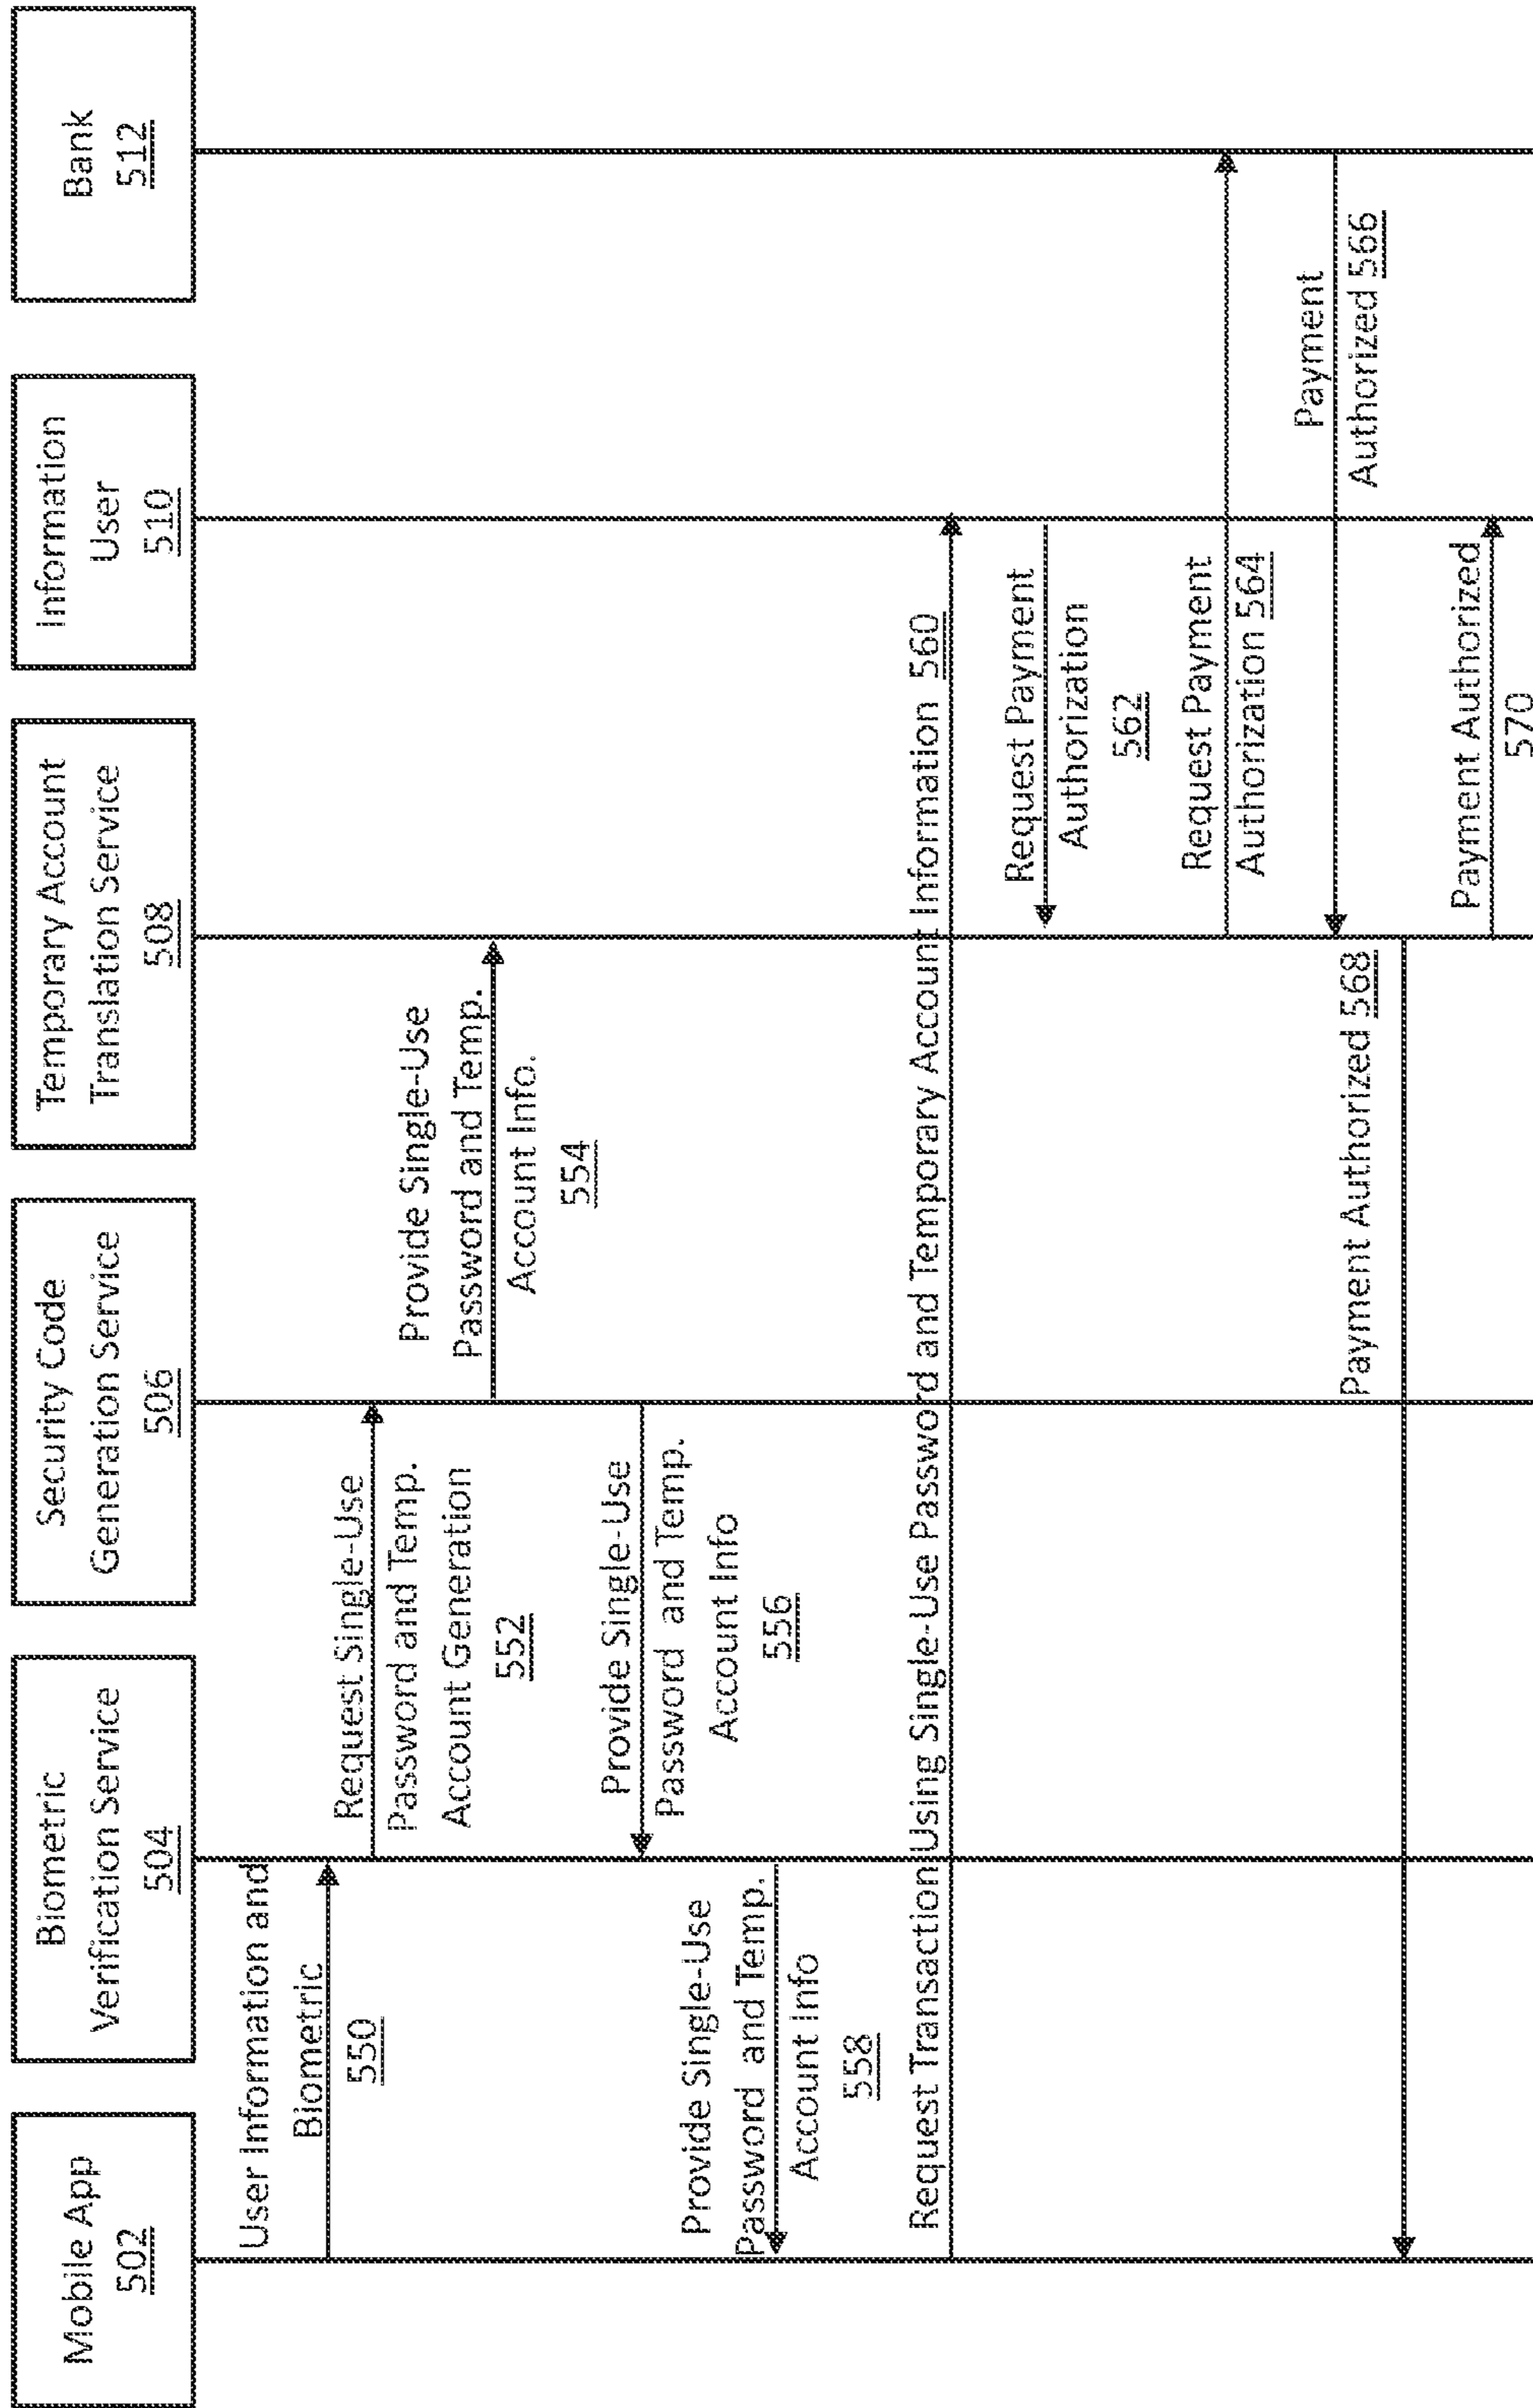 Mobile App
502
Biometric
Verification Service
504
Security Code
Generation Service
506
Temporary Account
Translation Service
508
Information
User
510
Bank
512
User Information and
Biometric
550
Request Single-Use
Password and Temp.
Account Generation
552
Provide Single-Use
Password and Temp.
Account Info.
554
Provide Single-Use
Password and Temp.
Account Info
556
Provide Single-Use
Password and Temp.
Account Info
558
Request Transaction Using Single-Use Password and Temporary Account Information 560
Request Payment
Authorization
562
Request Payment
Authorization 564
Payment
Authorized 566
Payment Authorized 568
Payment Authorized
570